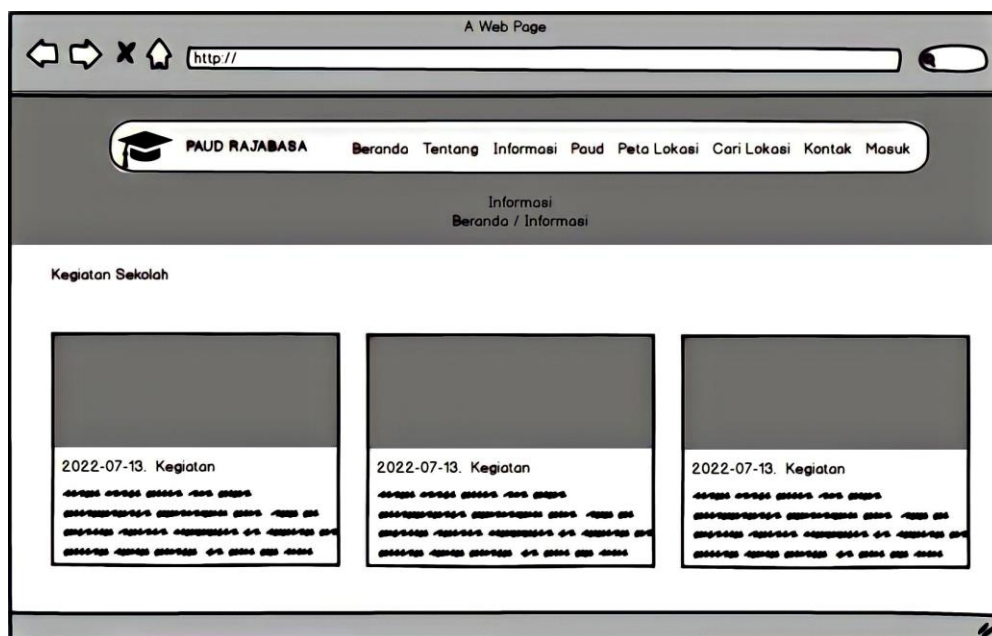 A Web Page
http://
PAUD RAJABASA Beranda Tentang Informasi Paud Peta Lokasi Cari Lokasi Kontak Masuk
Informasi
Beranda / Informasi
Kegiatan Sekolah
2022-07-13. Kegiatan
2022-07-13. Kegiatan
2022-07-13. Kegiatan